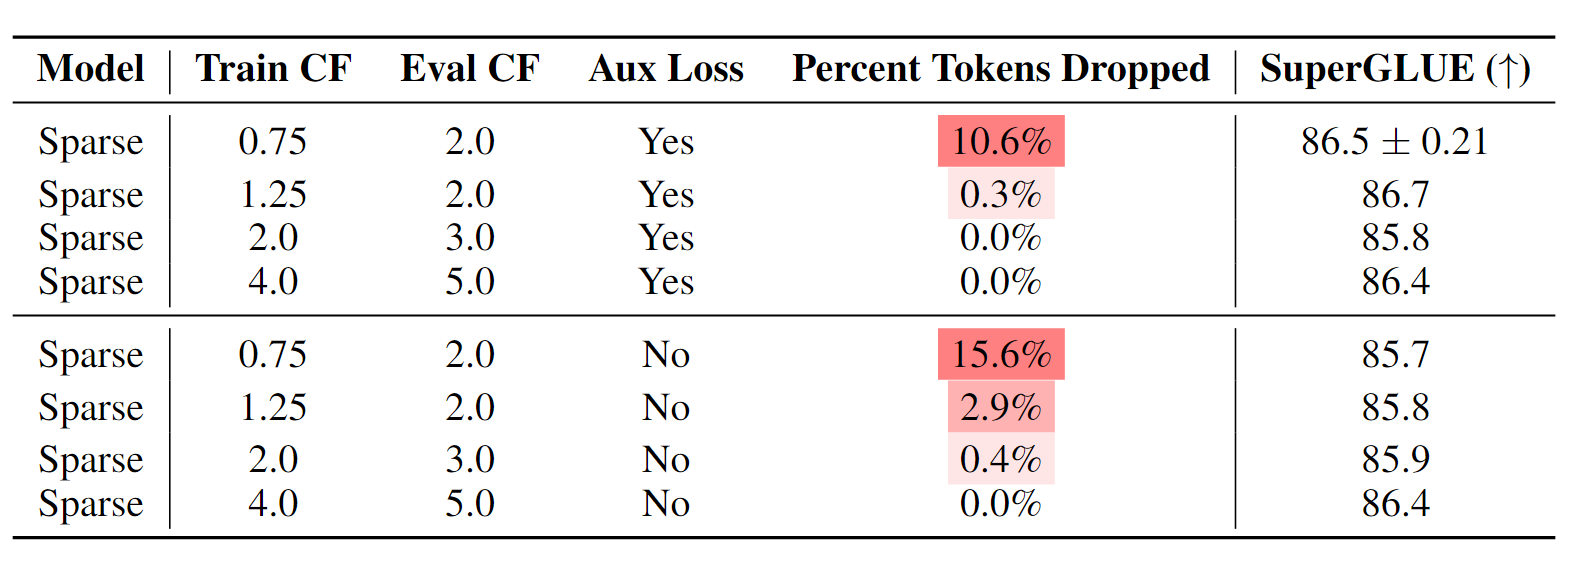 Model Train CF Eval CF Aux Loss Percent Tokens Dropped SuperGLUE (↑)
Sparse 0.75 2.0 Yes 10.6% 86.5 ± 0.21
Sparse 1.25 2.0 Yes 0.3% 86.7
Sparse 2.0 3.0 Yes 0.0% 85.8
Sparse 4.0 5.0 Yes 0.0% 86.4
Sparse 0.75 2.0 No 15.6% 85.7
Sparse 1.25 2.0 No 2.9% 85.8
Sparse 2.0 3.0 No 0.4% 85.9
Sparse 4.0 5.0 No 0.0% 86.4